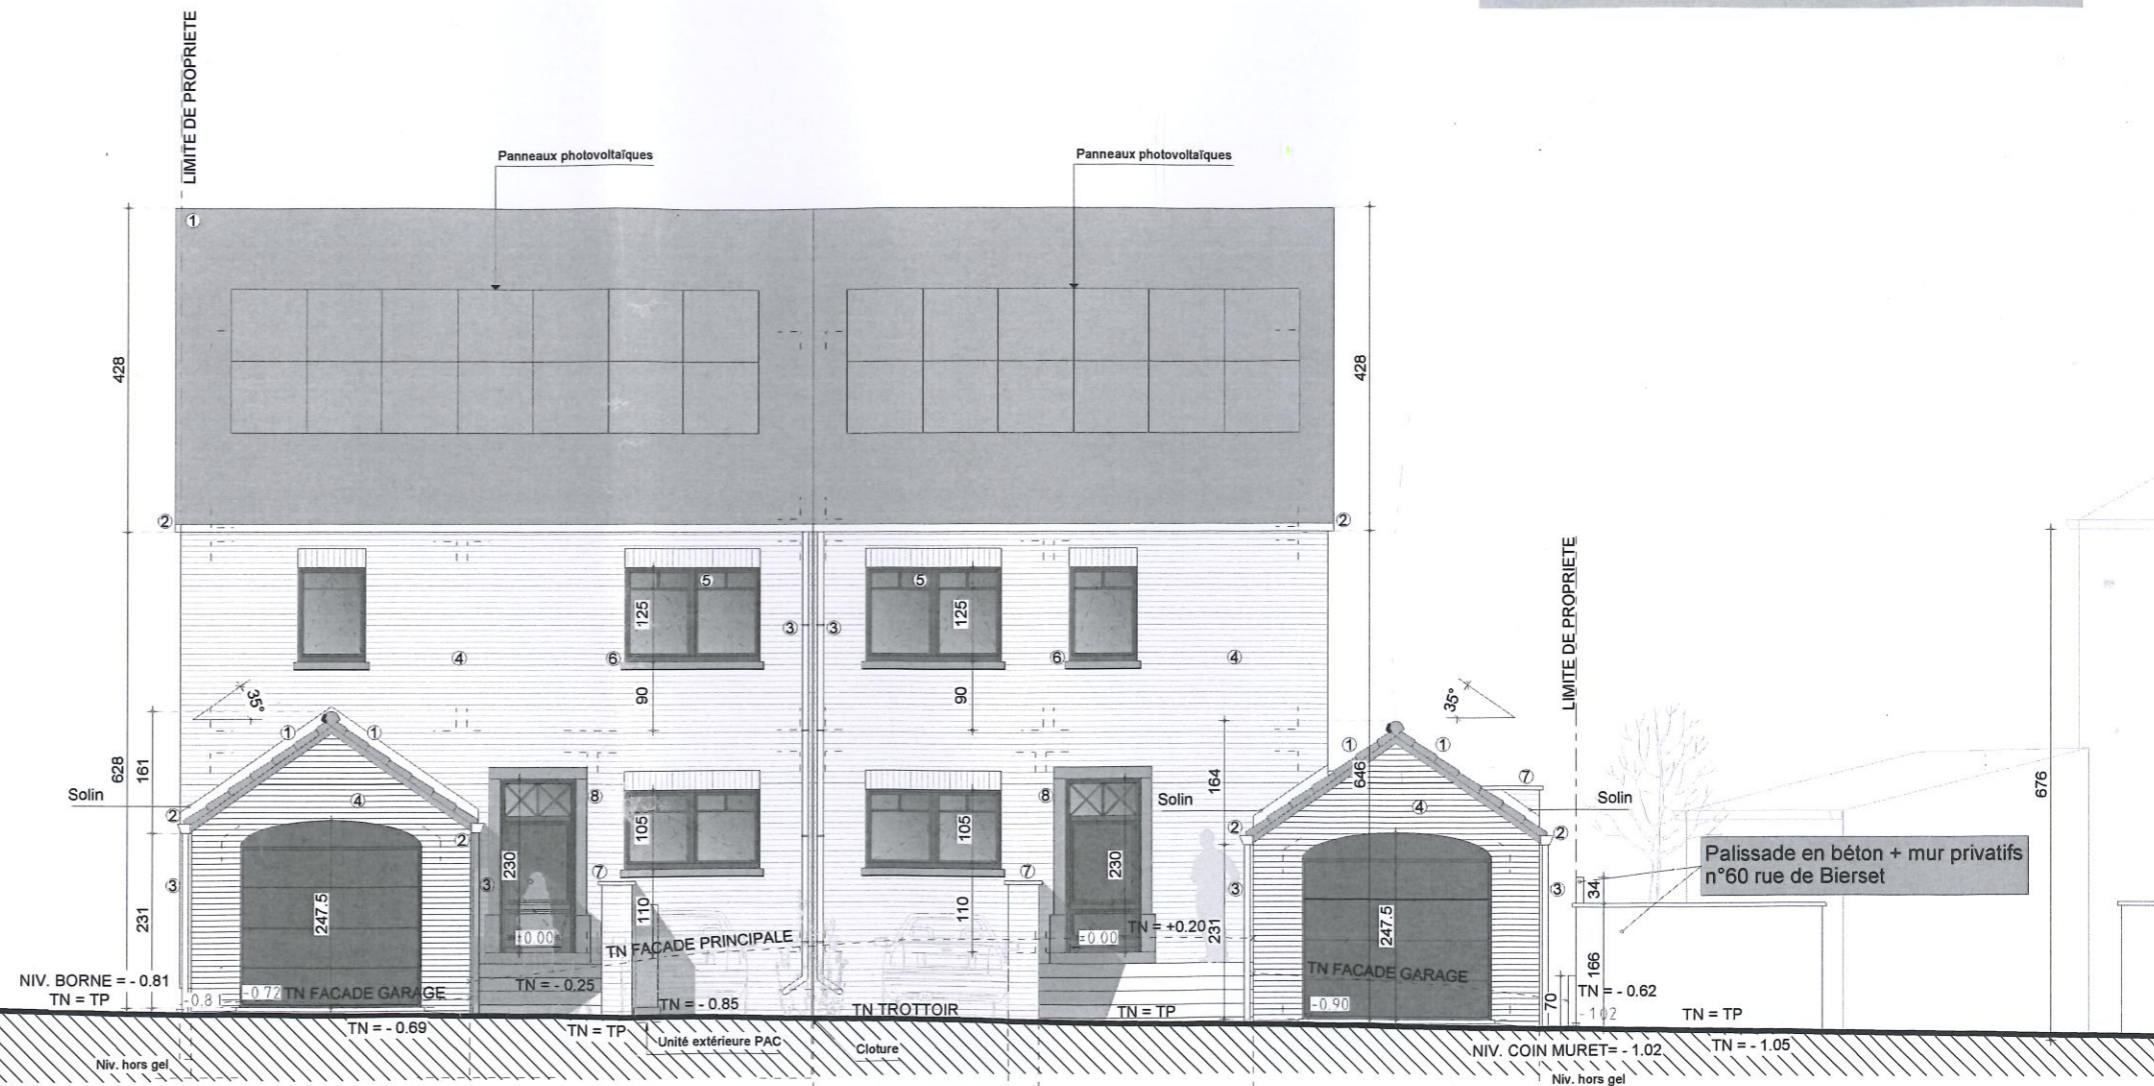 LIMITE DE PROPRIETE
Panneaux photovoltaïques
Panneaux photovoltaïques
1
428
428
2
2
5
5
125
125
3
3
4
6
6
4
90
90
LIMITE DE PROPRIETE
35°
35°
1
1
1
1
628
161
164
646
676
Solin
8
8
Solin
7
Solin
4
4
2
2
2
2
105
105
230
230
7
7
Palissade en béton + mur privatifs
n°60 rue de Bierset
3
3
3
3
34
231
247.5
110
110
231
247.5
±0.00
±0.00
TN = +0.20
TN FACADE PRINCIPALE
166
NIV. BORNE = - 0.81
TN = TP
-0.81
-0.72
TN FACADE GARAGE
TN = - 0.25
TN FACADE GARAGE
TN = - 0.62
-0.90
70
-102
TN = - 0.85
TN TROTTOIR
TN = TP
TN = TP
TN = - 0.69
TN = TP
Unité extérieure PAC
Cloture
NIV. COIN MURET= - 1.02
TN = - 1.05
Niv. hors gel
Niv. hors gel